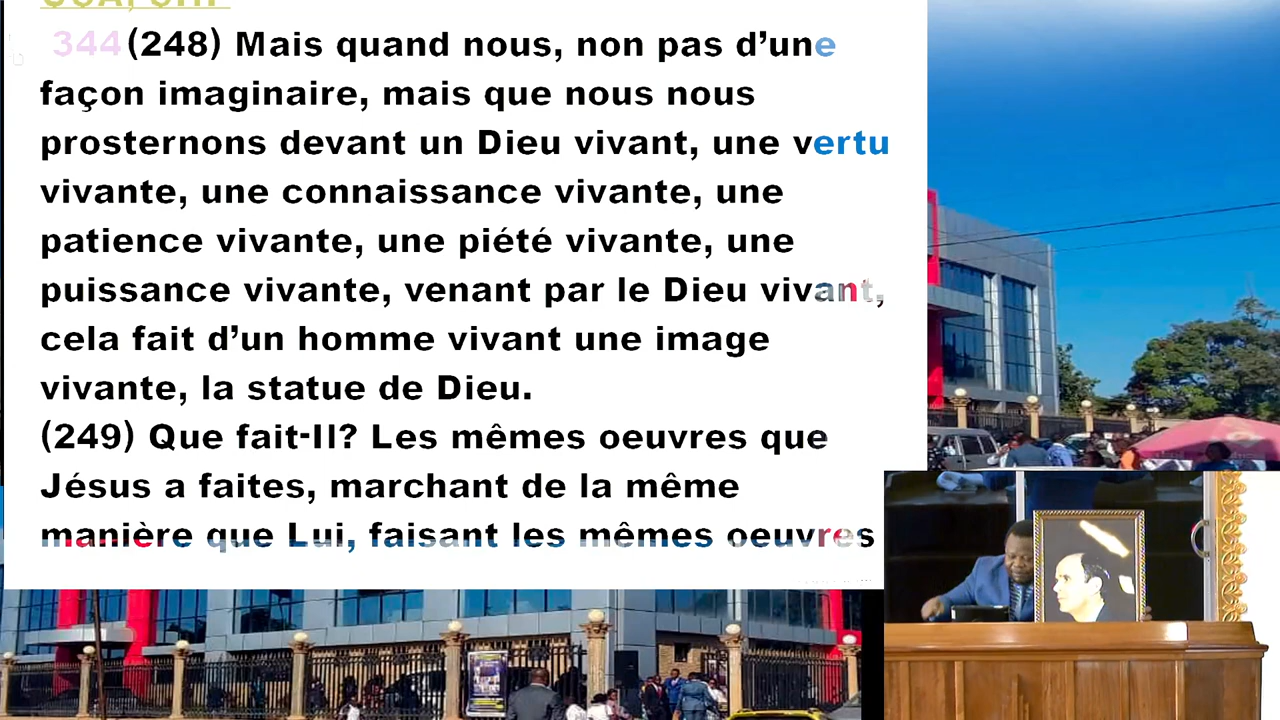 344(248) Mais quand nous, non pas d’une
façon imaginaire, mais que nous nous
prosternons devant un Dieu vivant, une vertu
vivante, une connaissance vivante, une
patience vivante, une piété vivante, une
puissance vivante, venant par le Dieu vivant,
cela fait d’un homme vivant une image
vivante, la statue de Dieu.
(249) Que fait-Il? Les mêmes oeuvres que
Jésus a faites, marchant de la même
manière que Lui, faisant les mêmes oeuvres